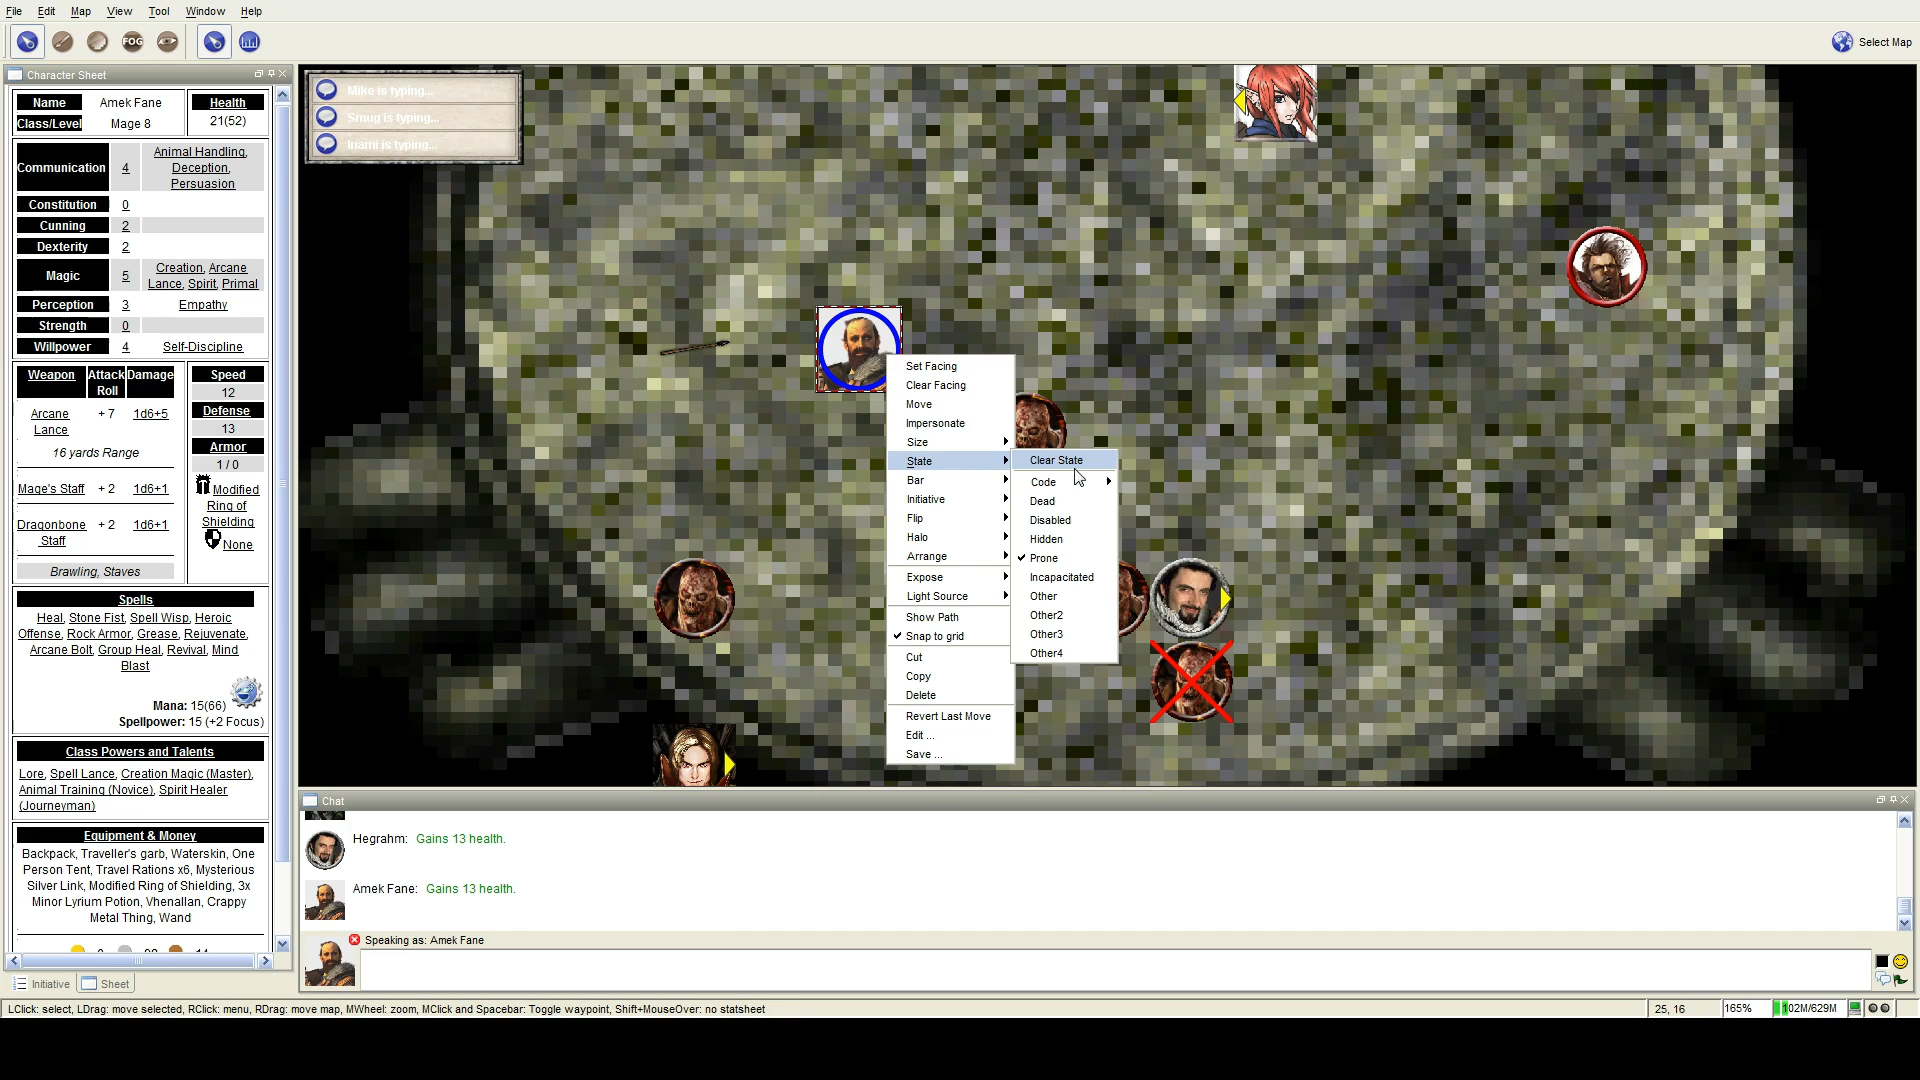 File Edit Map View Tool Window Help
FOG
Select Map
Character Sheet
Name Amek Fane
Class/Level Mage 8
Health
21(52)
Communication 4 Animal Handling,
Deception,
Persuasion
Constitution 0
Cunning 2
Dexterity 2
Magic 5 Creation, Arcane
Lance, Spirit, Primal
Perception 3 Empathy
Strength 0
Willpower 4 Self-Discipline
Weapon Attack Roll Damage
Arcane Lance + 7 1d6+5
16 yards Range
Mage's Staff + 2 1d6+1
Dragonbone Staff + 2 1d6+1
Brawling, Staves
Speed
12
Defense
13
Armor
1 / 0
Modified
Ring of
Shielding
None
Spells
Heal, Stone Fist, Spell Wisp, Heroic
Offense, Rock Armor, Grease, Rejuvenate,
Arcane Bolt, Group Heal, Revival, Mind
Blast
Mana: 15(66)
Spellpower: 15 (+2 Focus)
Class Powers and Talents
Lore, Spell Lance, Creation Magic (Master),
Animal Training (Novice), Spirit Healer
(Journeyman)
Equipment & Money
Backpack, Traveller's garb, Waterskin, One
Person Tent, Travel Rations x6, Mysterious
Silver Link, Modified Ring of Shielding, 3x
Minor Lyrium Potion, Vhenallan, Crappy
Metal Thing, Wand
Initiative Sheet
Mike is typing...
Smug is typing...
Inami is typing...
Set Facing
Clear Facing
Move
Impersonate
Size
State
Bar
Initiative
Flip
Halo
Arrange
Expose
Light Source
Show Path
Snap to grid
Cut
Copy
Delete
Revert Last Move
Edit ...
Save ...
Clear State
Code
Dead
Disabled
Hidden
Prone
Incapacitated
Other
Other2
Other3
Other4
Chat
Hegrahm: Gains 13 health.
Amek Fane: Gains 13 health.
Speaking as: Amek Fane
LClick: select, LDrag: move selected, RClick: menu, RDrag: move map, MWheel: zoom, MClick and Spacebar: Toggle waypoint, Shift+MouseOver: no statsheet
25, 16 165% 102M/629M